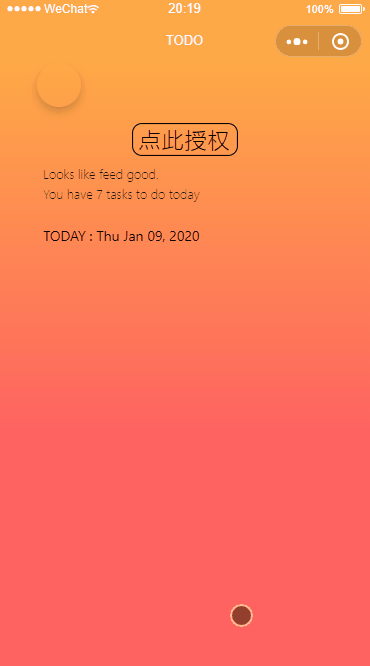 WeChat 20:19 100%
TODO
点此授权
Looks like feed good.
You have 7 tasks to do today
TODAY : Thu Jan 09, 2020